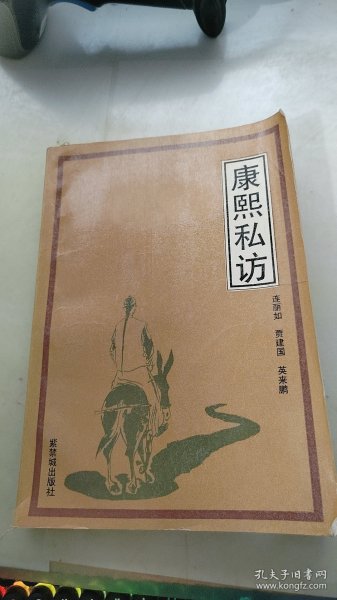 康熙私访
连丽如 贾建国 英来鹏
紫禁城出版社
孔夫子旧书网
www.kongfz.com